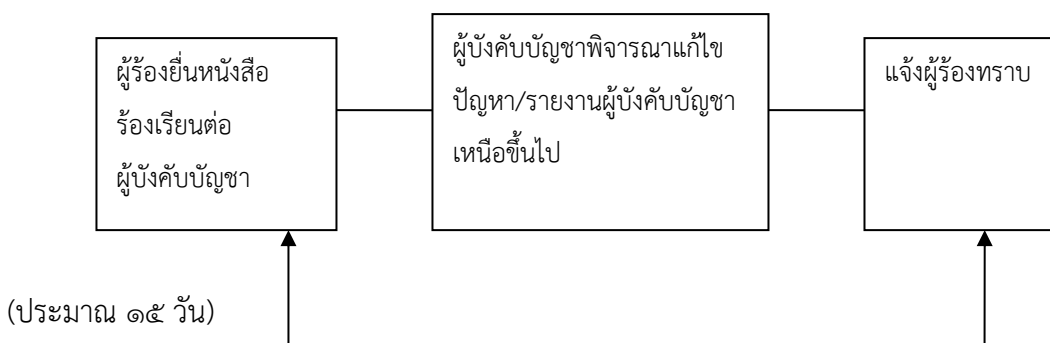 ผู้ร้องยื่นหนังสือ
ร้องเรียนต่อ
ผู้บังคับบัญชา
ผู้บังคับบัญชาพิจารณาแก้ไข
ปัญหา/รายงานผู้บังคับบัญชา
เหนือขึ้นไป
แจ้งผู้ร้องทราบ
(ประมาณ ๑๕ วัน)